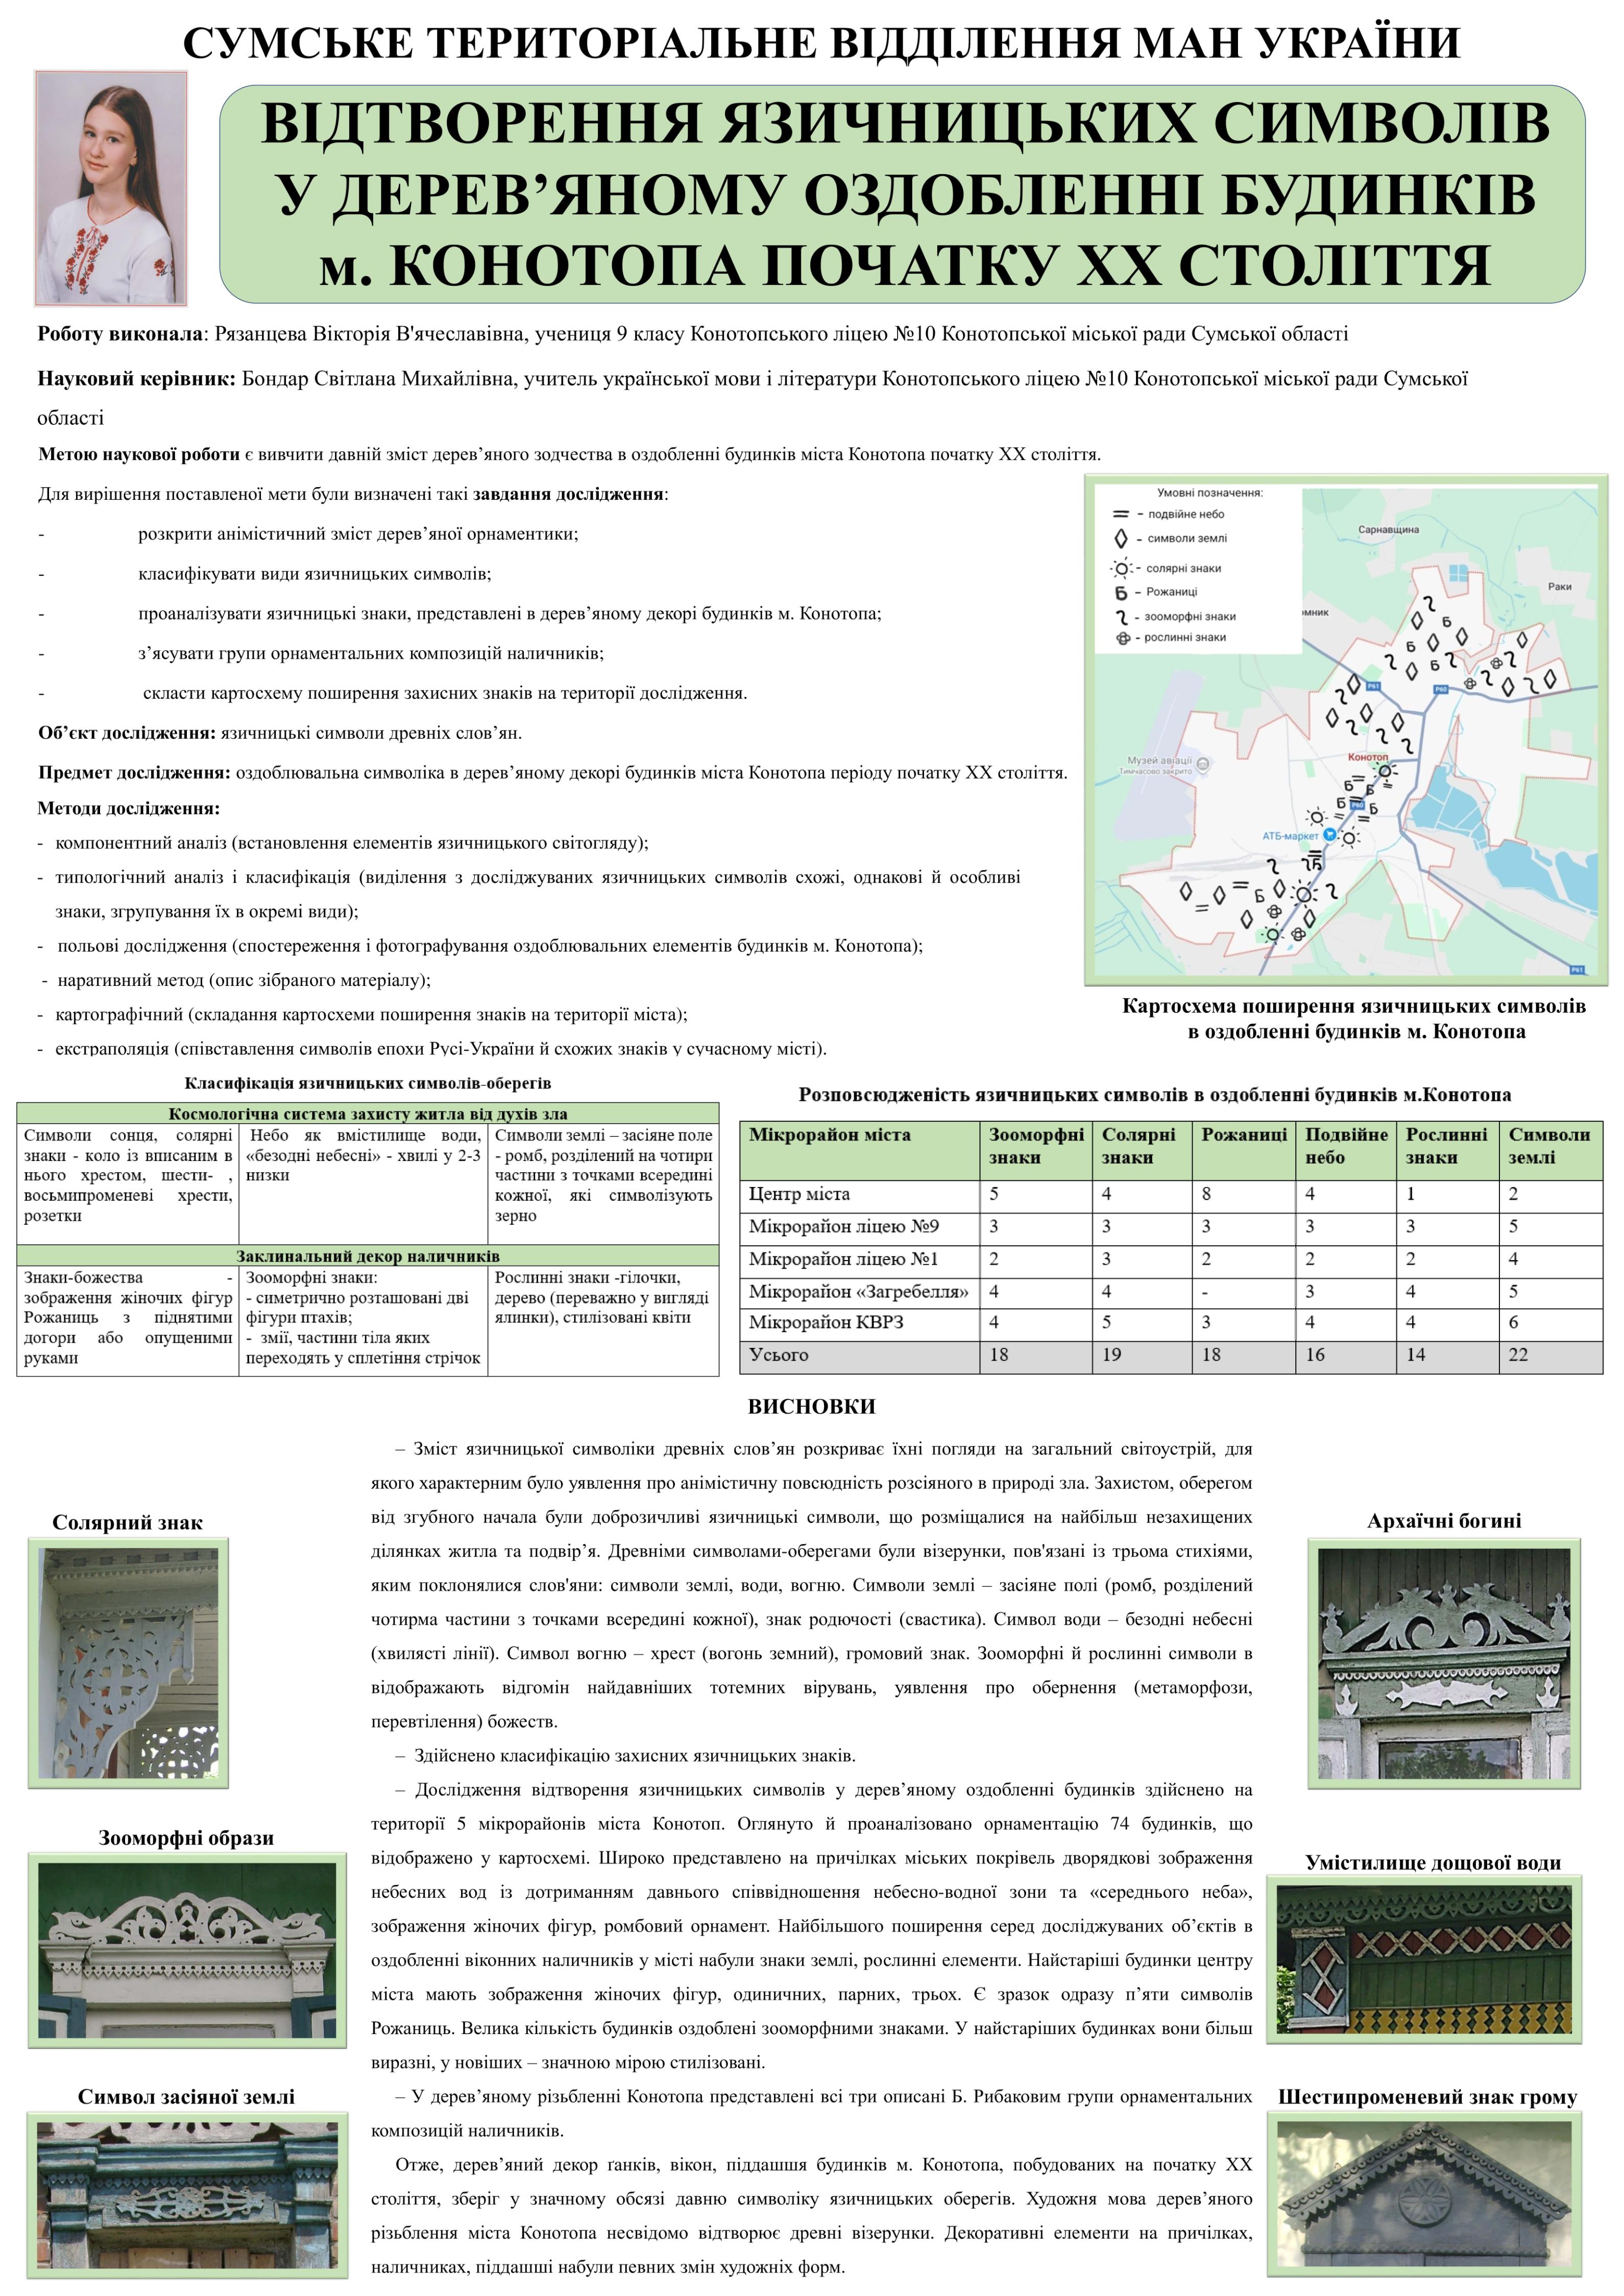 СУМСЬКЕ ТЕРИТОРІАЛЬНЕ ВІДДІЛЕННЯ МАН УКРАЇНИ
ВІДТВОРЕННЯ ЯЗИЧНИЦЬКИХ СИМВОЛІВ
У ДЕРЕВ’ЯНОМУ ОЗДОБЛЕННІ БУДИНКІВ
м. КОНОТОПА ПОЧАТКУ ХХ СТОЛІТТЯ
Роботу виконала: Рязанцева Вікторія В'ячеславівна, учениця 9 класу Конотопського ліцею №10 Конотопської міської ради Сумської області
Науковий керівник: Бондар Світлана Михайлівна, учитель української мови і літератури Конотопського ліцею №10 Конотопської міської ради Сумської
області
Метою наукової роботи є вивчити давній зміст дерев’яного зодчества в оздобленні будинків міста Конотопа початку ХХ століття.
Для вирішення поставленої мети були визначені такі завдання дослідження:
- розкрити анімістичний зміст дерев’яної орнаментики;
- класифікувати види язичницьких символів;
- проаналізувати язичницькі знаки, представлені в дерев’яному декорі будинків м. Конотопа;
- з’ясувати групи орнаментальних композицій наличників;
- скласти картосхему поширення захисних знаків на території дослідження.
Об’єкт дослідження: язичницькі символи древніх слов’ян.
Предмет дослідження: оздоблювальна символіка в дерев’яному декорі будинків міста Конотопа періоду початку ХХ століття.
Методи дослідження:
- компонентний аналіз (встановлення елементів язичницького світогляду);
- типологічний аналіз і класифікація (виділення з досліджуваних язичницьких символів схожі, однакові й особливі
знаки, згрупування їх в окремі види);
- польові дослідження (спостереження і фотографування оздоблювальних елементів будинків м. Конотопа);
- наративний метод (опис зібраного матеріалу);
- картографічний (складання картосхеми поширення знаків на території міста);
- екстраполяція (співставлення символів епохи Русі-України й схожих знаків у сучасному місті).
Умовні позначення:
- подвійне небо
- символи землі
- солярні знаки
Б - Рожаниці
- зооморфні знаки
- рослинні знаки
Сарнавщина
Раки
омник
Р61
Р60
Музей авіації
Тимчасово закрито
Конотоп
Р60
АТБ-маркет
Р61
Картосхема поширення язичницьких символів
в оздобленні будинків м. Конотопа
Класифікація язичницьких символів-оберегів
Космологічна система захисту житла від духів зла
Символи сонця, солярні знаки - коло із вписаним в нього хрестом, шести- , восьмипроменеві хрести, розетки
Небо як вмістилище води, «безодні небесні» - хвилі у 2-3 низки
Символи землі – засіяне поле - ромб, розділений на чотири частини з точками всередині кожної, які символізують зерно
Заклинальний декор наличників
Знаки-божества - зображення жіночих фігур Рожаниць з піднятими догори або опущеними руками
Зооморфні знаки:
- симетрично розташовані дві фігури птахів;
- змії, частини тіла яких переходять у сплетіння стрічок
Рослинні знаки -гілочки, дерево (переважно у вигляді ялинки), стилізовані квіти
Розповсюдженість язичницьких символів в оздобленні будинків м.Конотопа
Мікрорайон міста Зооморфні знаки Солярні знаки Рожаниці Подвійне небо Рослинні знаки Символи землі
Центр міста 5 4 8 4 1 2
Мікрорайон ліцею №9 3 3 3 3 3 5
Мікрорайон ліцею №1 2 3 2 2 2 4
Мікрорайон «Загребелля» 4 4 - 3 4 5
Мікрорайон КВРЗ 4 5 3 4 4 6
Усього 18 19 18 16 14 22
ВИСНОВКИ
– Зміст язичницької символіки древніх слов’ян розкриває їхні погляди на загальний світоустрій, для
якого характерним було уявлення про анімістичну повсюдність розсіяного в природі зла. Захистом, оберегом
від згубного начала були доброзичливі язичницькі символи, що розміщалися на найбільш незахищених
ділянках житла та подвір’я. Древніми символами-оберегами були візерунки, пов'язані із трьома стихіями,
яким поклонялися слов'яни: символи землі, води, вогню. Символи землі – засіяне полі (ромб, розділений
чотирма частини з точками всередині кожної), знак родючості (свастика). Символ води – безодні небесні
(хвилясті лінії). Символ вогню – хрест (вогонь земний), громовий знак. Зооморфні й рослинні символи в
відображають відгомін найдавніших тотемних вірувань, уявлення про обернення (метаморфози,
перевтілення) божеств.
– Здійснено класифікацію захисних язичницьких знаків.
– Дослідження відтворення язичницьких символів у дерев’яному оздобленні будинків здійснено на
території 5 мікрорайонів міста Конотоп. Оглянуто й проаналізовано орнаментацію 74 будинків, що
відображено у картосхемі. Широко представлено на причілках міських покрівель дворядкові зображення
небесних вод із дотриманням давнього співвідношення небесно-водної зони та «середнього неба»,
зображення жіночих фігур, ромбовий орнамент. Найбільшого поширення серед досліджуваних об’єктів в
оздобленні віконних наличників у місті набули знаки землі, рослинні елементи. Найстаріші будинки центру
міста мають зображення жіночих фігур, одиничних, парних, трьох. Є зразок одразу п’яти символів
Рожаниць. Велика кількість будинків оздоблені зооморфними знаками. У найстаріших будинках вони більш
виразні, у новіших – значною мірою стилізовані.
– У дерев’яному різьбленні Конотопа представлені всі три описані Б. Рибаковим групи орнаментальних
композицій наличників.
Отже, дерев’яний декор ґанків, вікон, піддашшя будинків м. Конотопа, побудованих на початку ХХ
століття, зберіг у значному обсязі давню символіку язичницьких оберегів. Художня мова дерев’яного
різьблення міста Конотопа несвідомо відтворює древні візерунки. Декоративні елементи на причілках,
наличниках, піддашші набули певних змін художніх форм.
Солярний знак
Зооморфні образи
Символ засіяної землі
Архаїчні богині
Умістилище дощової води
Шестипроменевий знак грому